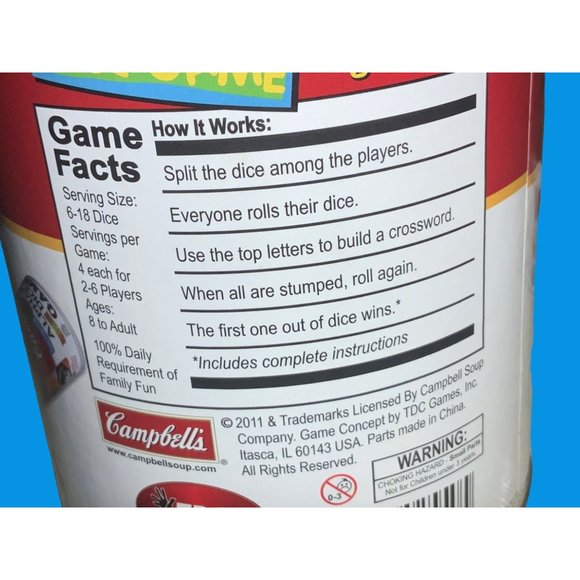 GAME
Game
Facts
Serving Size:
6-18 Dice
Servings per
Game:
4 each for
2-6 Players
Ages:
8 to Adult
100% Daily
Requirement of
Family Fun
How It Works:
Split the dice among the players.
Everyone rolls their dice.
Use the top letters to build a crossword.
When all are stumped, roll again.
The first one out of dice wins.*
*Includes complete instructions
Campbell's
®
www.campbellsoup.com
© 2011 & Trademarks Licensed By Campbell Soup
Company. Game Concept by TDC Games, Inc.
Itasca, IL 60143 USA. Parts made in China.
All Rights Reserved.
0-3
WARNING:
CHOKING HAZARD - Small Parts
Not for Children under 3 years.